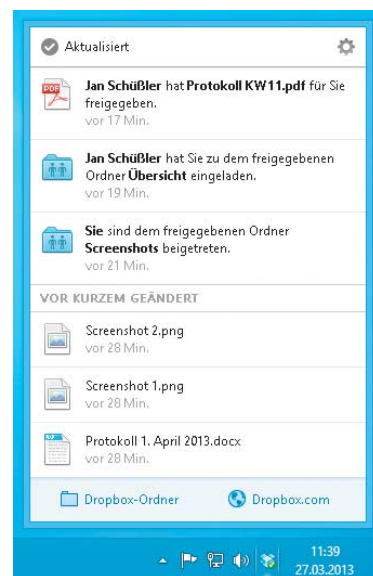 Aktualisiert
PDF
Jan Schüßler hat Protokoll KW11.pdf für Sie
freigegeben.
vor 17 Min.
Jan Schüßler hat Sie zu dem freigegebenen
Ordner Übersicht eingeladen.
vor 19 Min.
Sie sind dem freigegebenen Ordner
Screenshots beigetreten.
vor 21 Min.
VOR KURZEM GEÄNDERT
Screenshot 2.png
vor 28 Min.
Screenshot 1.png
vor 28 Min.
Protokoll 1. April 2013.docx
vor 28 Min.
Dropbox-Ordner Dropbox.com
11:39
27.03.2013